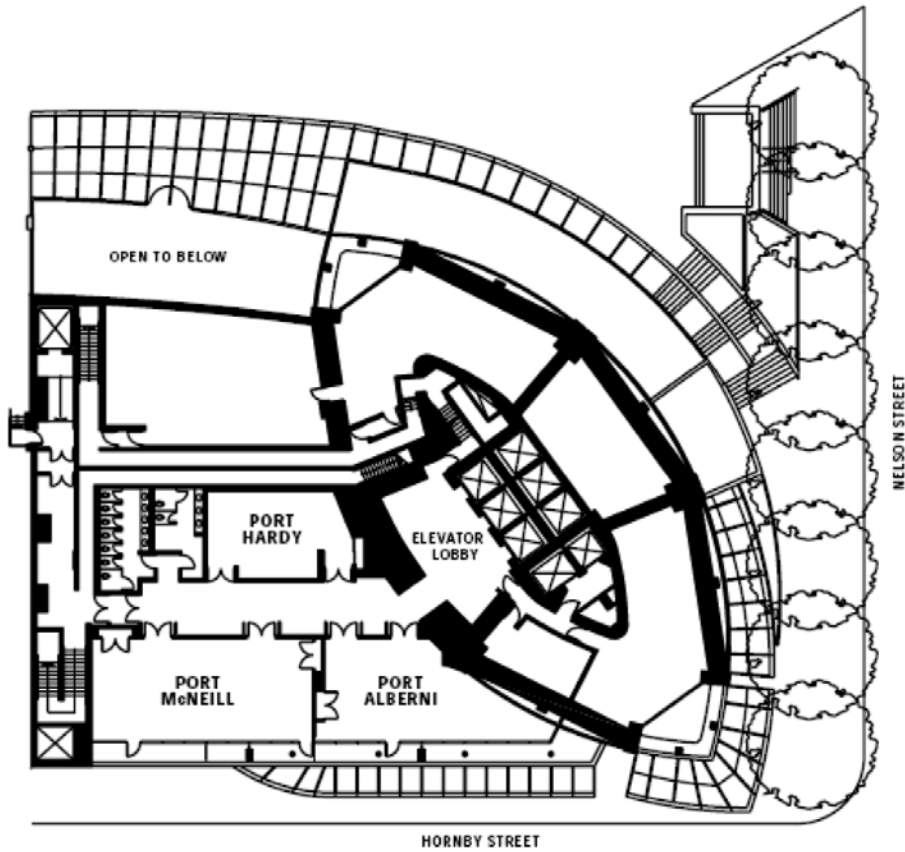 OPEN TO BELOW
NELSON STREET
PORT
HARDY
ELEVATOR
LOBBY
PORT
McNEILL
PORT
ALBERNI
HORNBY STREET